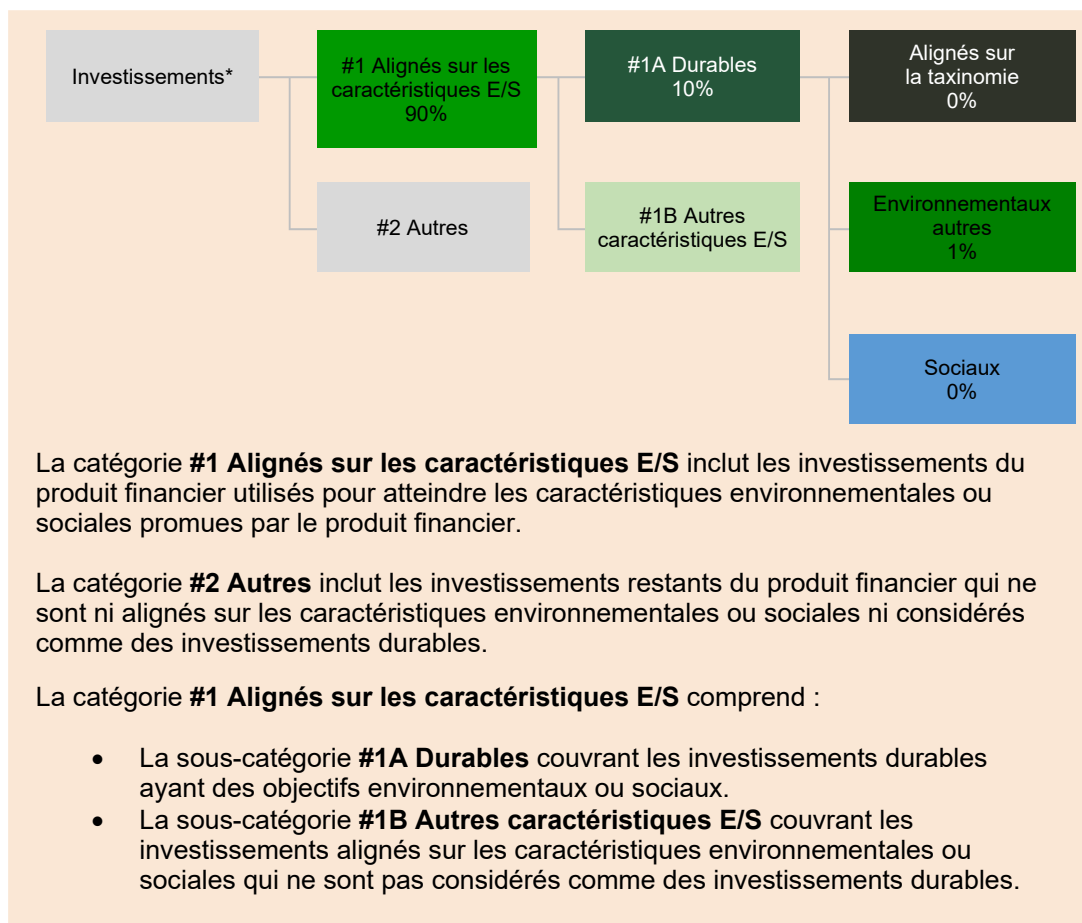 Investissements*
#1 Alignés sur les
caractéristiques E/S
90%
#1A Durables
10%
Alignés sur
la taxinomie
0%
#2 Autres
#1B Autres
caractéristiques E/S
Environnementaux
autres
1%
Sociaux
0%
La catégorie #1 Alignés sur les caractéristiques E/S inclut les investissements du
produit financier utilisés pour atteindre les caractéristiques environnementales ou
sociales promues par le produit financier.
La catégorie #2 Autres inclut les investissements restants du produit financier qui ne
sont ni alignés sur les caractéristiques environnementales ou sociales ni considérés
comme des investissements durables.
La catégorie #1 Alignés sur les caractéristiques E/S comprend :
• La sous-catégorie #1A Durables couvrant les investissements durables
ayant des objectifs environnementaux ou sociaux.
• La sous-catégorie #1B Autres caractéristiques E/S couvrant les
investissements alignés sur les caractéristiques environnementales ou
sociales qui ne sont pas considérés comme des investissements durables.